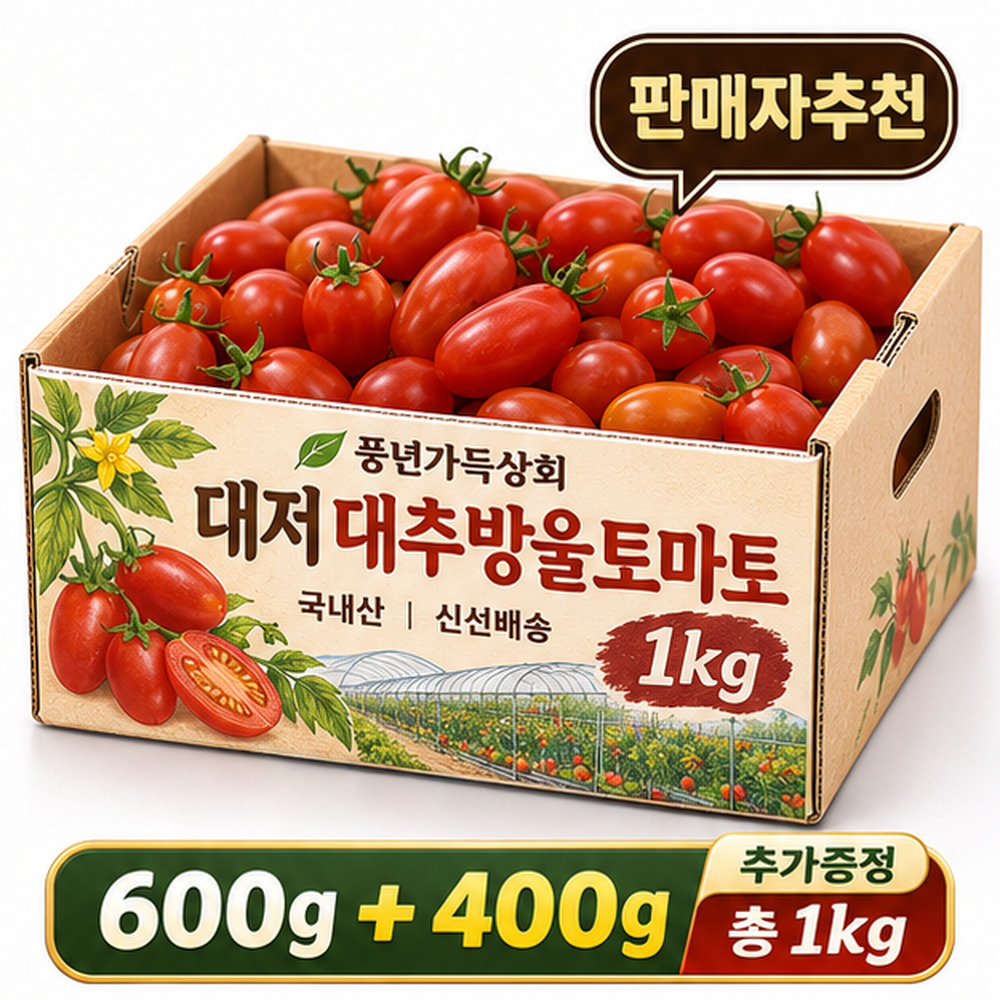 판매자추천
풍년가득상회
대저 대추방울토마토
국내산 | 신선배송
1kg
600g + 400g
추가증정
총 1kg